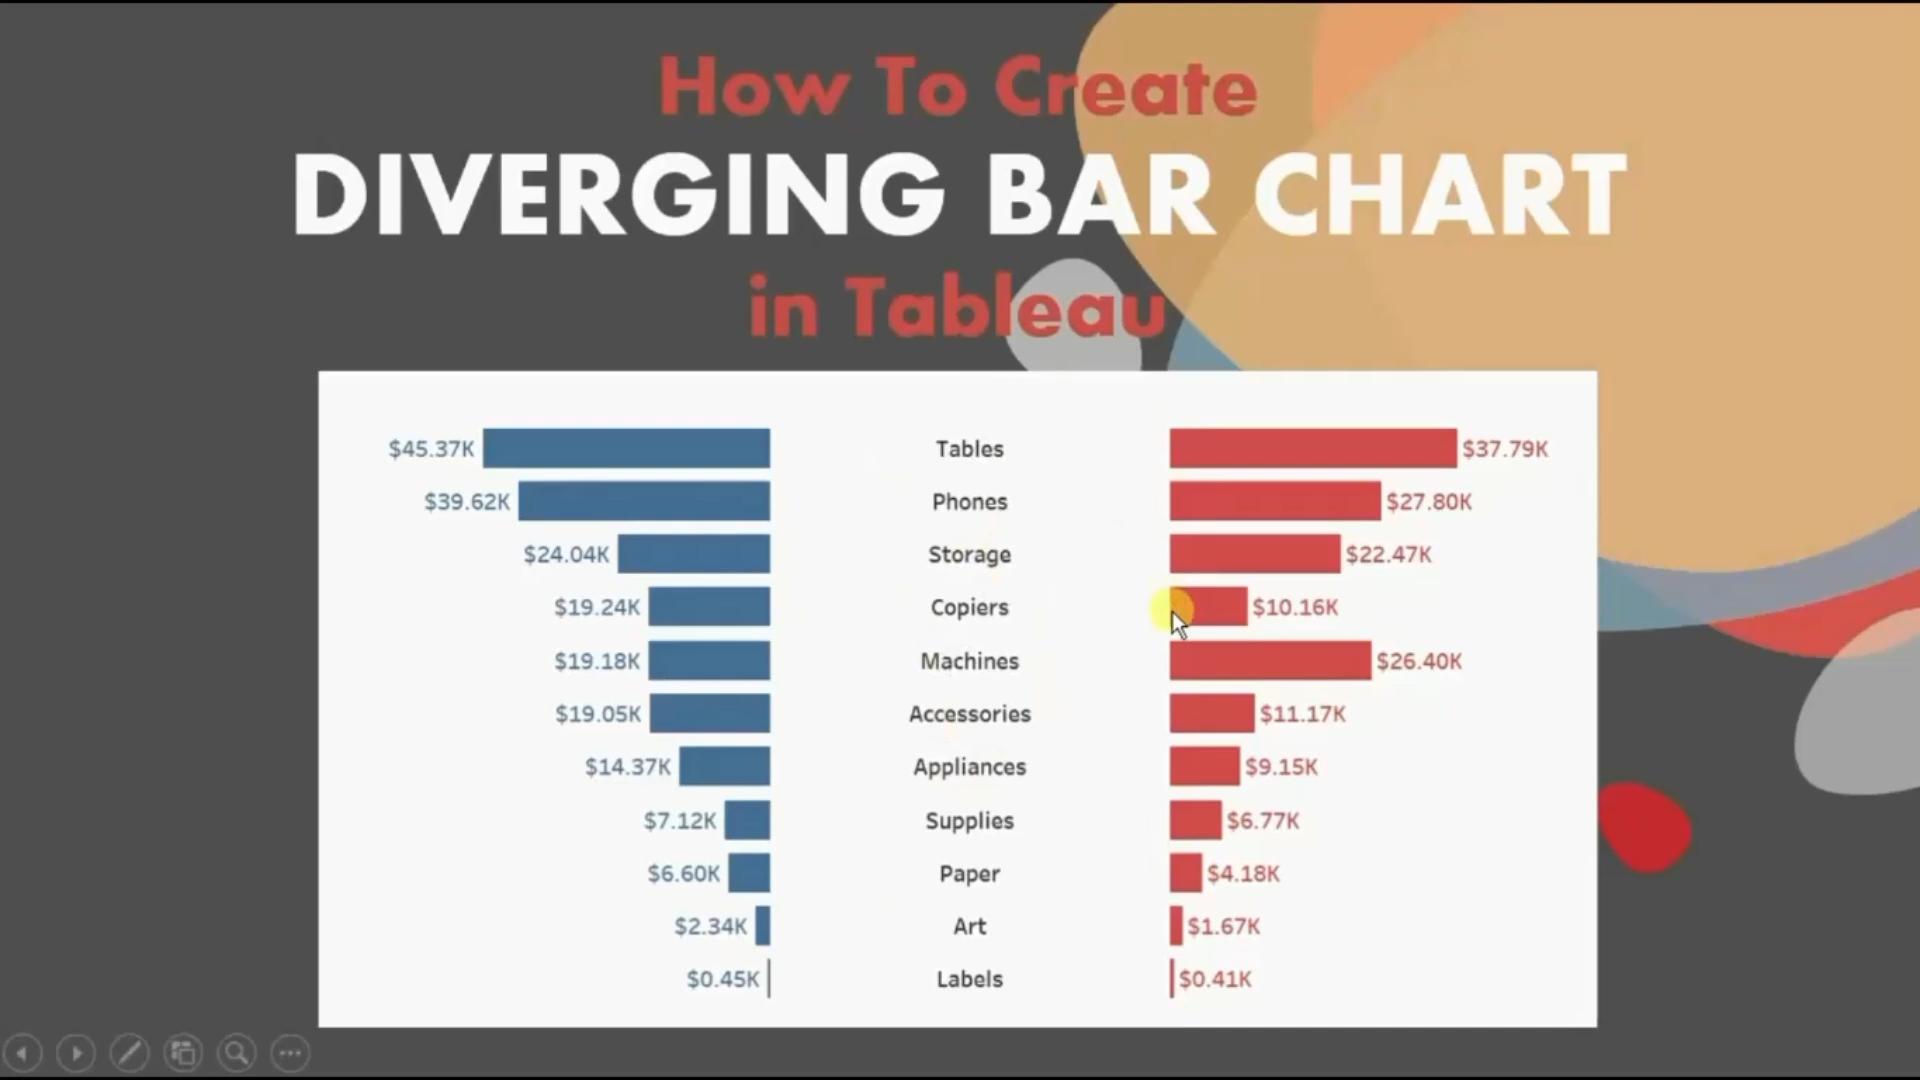 How To Create
DIVERGING BAR CHART
in Tableau
$45.37K Tables $37.79K
$39.62K Phones $27.80K
$24.04K Storage $22.47K
$19.24K Copiers $10.16K
$19.18K Machines $26.40K
$19.05K Accessories $11.17K
$14.37K Appliances $9.15K
$7.12K Supplies $6.77K
$6.60K Paper $4.18K
$2.34K Art $1.67K
$0.45K Labels $0.41K